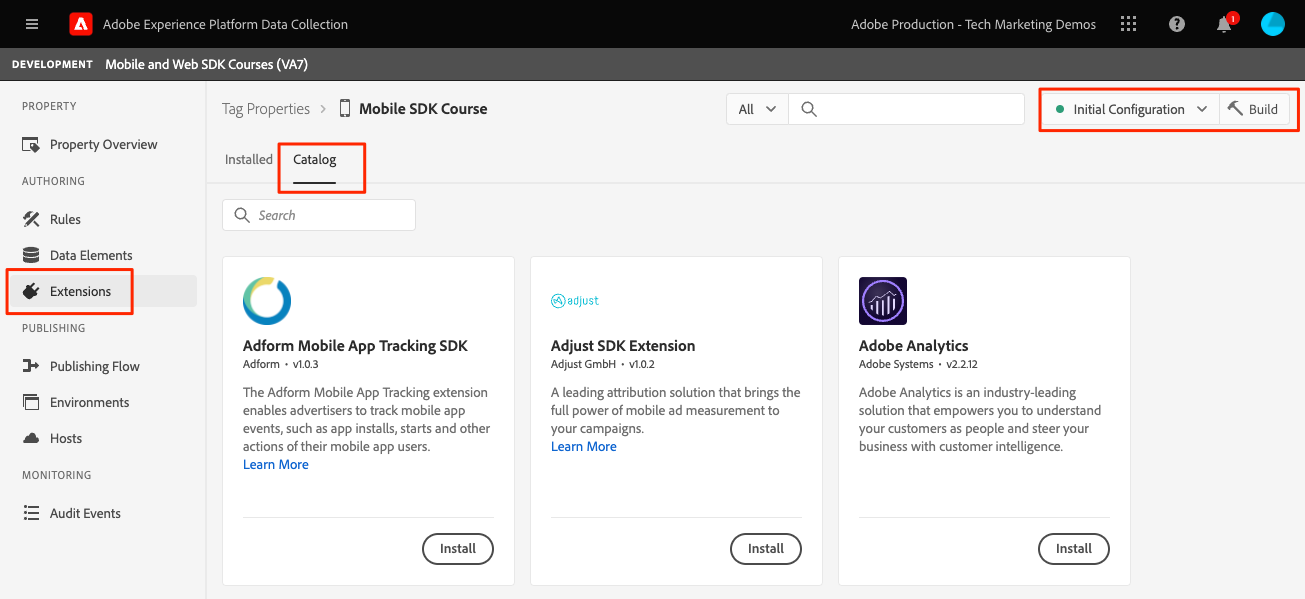 Adobe Experience Platform Data Collection
Adobe Production - Tech Marketing Demos
1
DEVELOPMENT Mobile and Web SDK Courses (VA7)
PROPERTY
Property Overview
AUTHORING
Rules
Data Elements
Extensions
PUBLISHING
Publishing Flow
Environments
Hosts
MONITORING
Audit Events
Tag Properties > Mobile SDK Course
All
Initial Configuration
Build
Installed
Catalog
Search
Adform Mobile App Tracking SDK
Adform • v1.0.3
The Adform Mobile App Tracking extension
enables advertisers to track mobile app
events, such as app installs, starts and other
actions of their mobile app users.
Learn More
Install
adjust
Adjust SDK Extension
Adjust GmbH • v1.0.2
A leading attribution solution that brings the
full power of mobile ad measurement to
your campaigns.
Learn More
Install
Adobe Analytics
Adobe Systems • v2.2.12
Adobe Analytics is an industry-leading
solution that empowers you to understand
your customers as people and steer your
business with customer intelligence.
Install